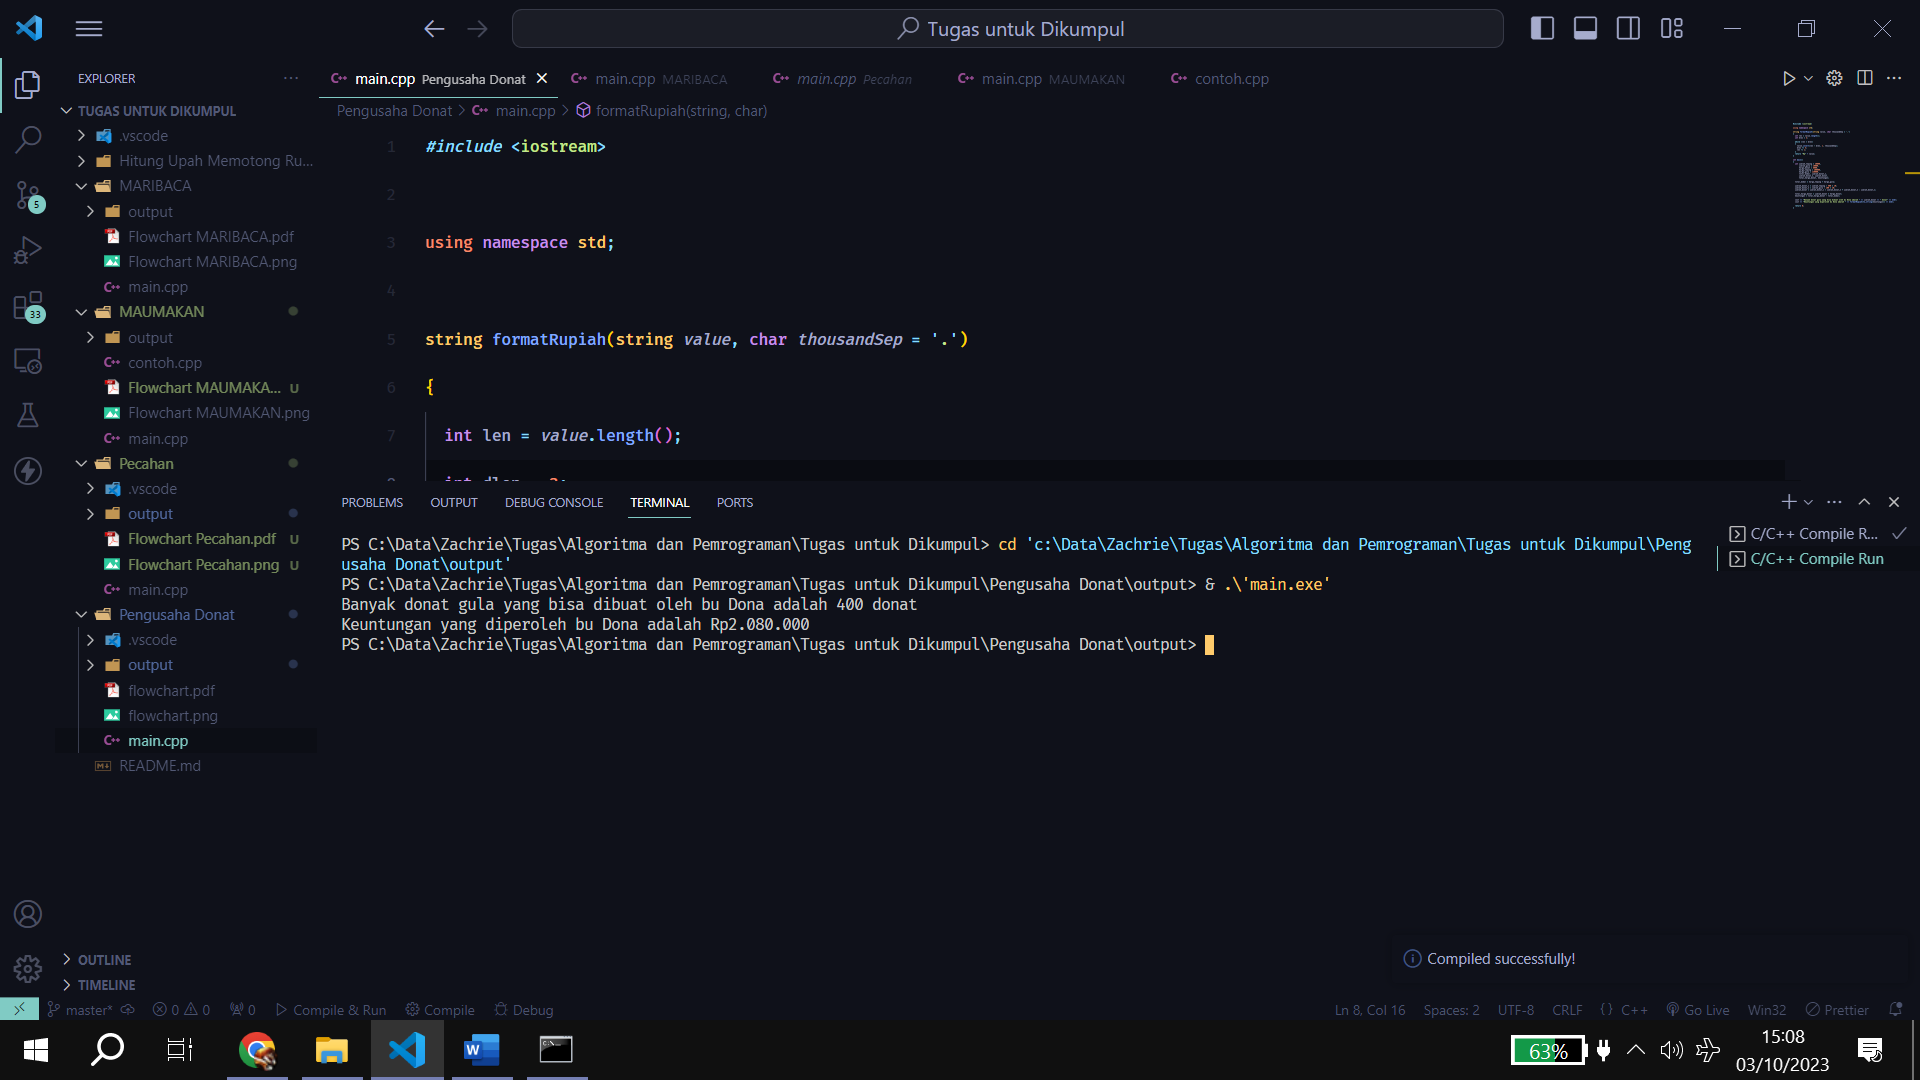 Tugas untuk Dikumpul
EXPLORER
main.cpp Pengusaha Donat
main.cpp MARIBACA
main.cpp Pecahan
main.cpp MAUMAKAN
contoh.cpp
TUGAS UNTUK DIKUMPUL
.vscode
Hitung Upah Memotong Ru...
MARIBACA
output
Flowchart MARIBACA.pdf
Flowchart MARIBACA.png
main.cpp
MAUMAKAN
output
contoh.cpp
Flowchart MAUMAKA... U
Flowchart MAUMAKAN.png
main.cpp
Pecahan
.vscode
output
Flowchart Pecahan.pdf U
Flowchart Pecahan.png U
main.cpp
Pengusaha Donat
.vscode
output
flowchart.pdf
flowchart.png
main.cpp
README.md
OUTLINE
TIMELINE
5
33
Pengusaha Donat > main.cpp > formatRupiah(string, char)
1 #include <iostream>
2
3 using namespace std;
4
5 string formatRupiah(string value, char thousandSep = '.')
6 {
7 int len = value.length();
PROBLEMS OUTPUT DEBUG CONSOLE TERMINAL PORTS
PS C:\Data\Zachrie\Tugas\Algoritma dan Pemrograman\Tugas untuk Dikumpul> cd 'c:\Data\Zachrie\Tugas\Algoritma dan Pemrograman\Tugas untuk Dikumpul\Peng
usaha Donat\output'
PS C:\Data\Zachrie\Tugas\Algoritma dan Pemrograman\Tugas untuk Dikumpul\Pengusaha Donat\output> & .\'main.exe'
Banyak donat gula yang bisa dibuat oleh bu Dona adalah 400 donat
Keuntungan yang diperoleh bu Dona adalah Rp2.080.000
PS C:\Data\Zachrie\Tugas\Algoritma dan Pemrograman\Tugas untuk Dikumpul\Pengusaha Donat\output>
C/C++ Compile R...
C/C++ Compile Run
Compiled successfully!
master* 0 0 0 Compile & Run Compile Debug
Ln 8, Col 16 Spaces: 2 UTF-8 CRLF {} C++ Go Live Win32 Prettier
63%
15:08
03/10/2023